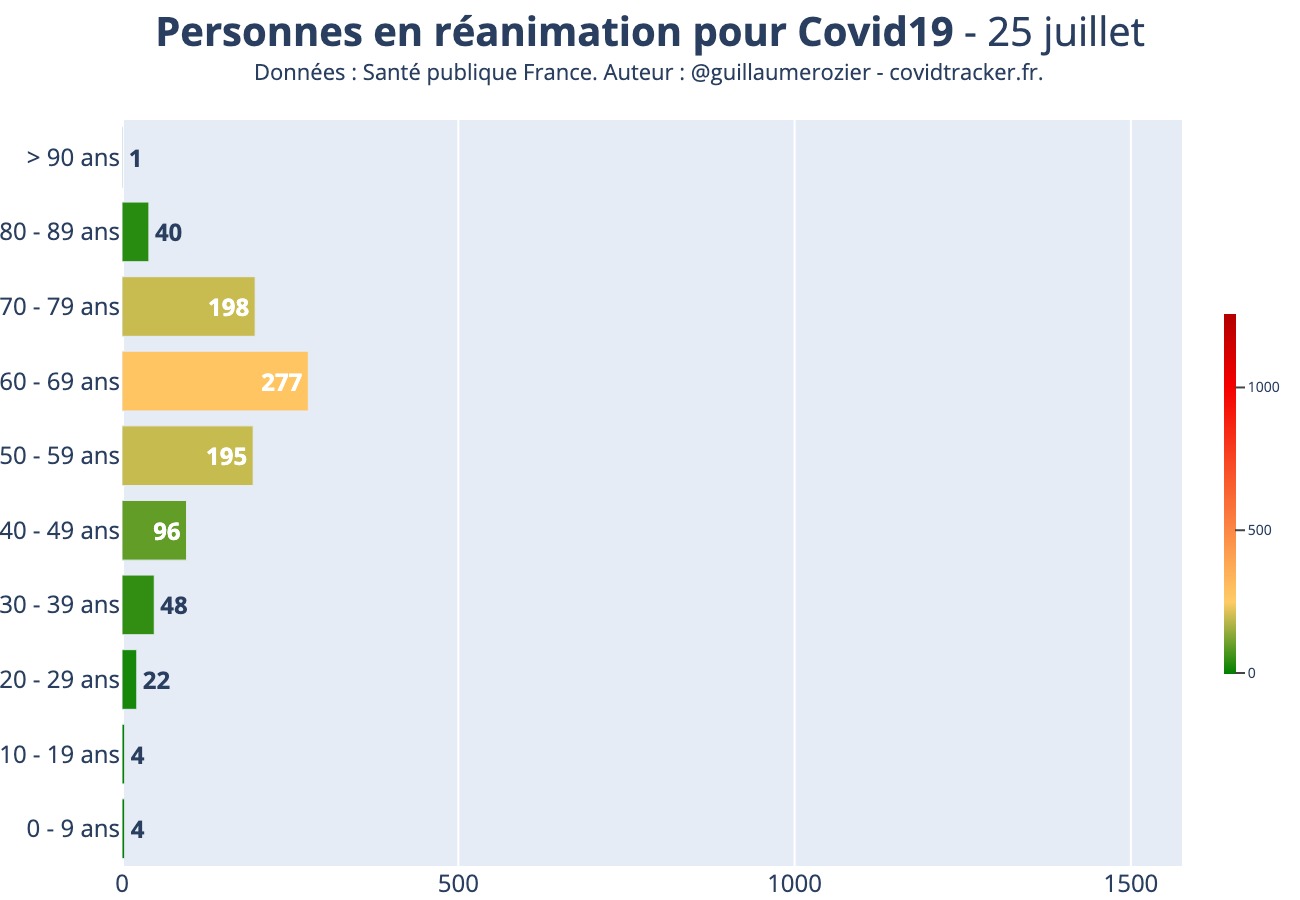 Personnes en réanimation pour Covid19 - 25 juillet
Données : Santé publique France. Auteur : @guillaumerozier - covidtracker.fr.
> 90 ans 1
80 - 89 ans 40
70 - 79 ans 198
60 - 69 ans 277
50 - 59 ans 195
40 - 49 ans 96
30 - 39 ans 48
20 - 29 ans 22
10 - 19 ans 4
0 - 9 ans 4
0 500 1000 1500
1000
500
0